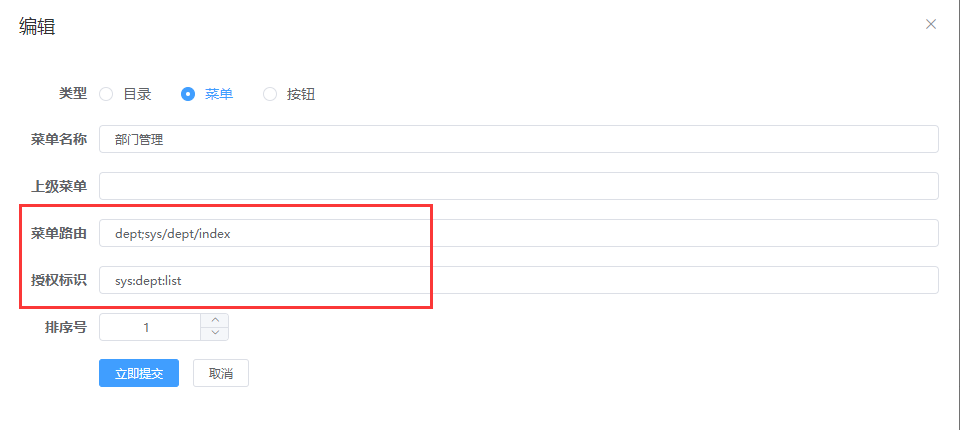 编辑
类型 目录 菜单 按钮
菜单名称 部门管理
上级菜单
菜单路由 dept;sys/dept/index
授权标识 sys:dept:list
排序号 1
立即提交 取消